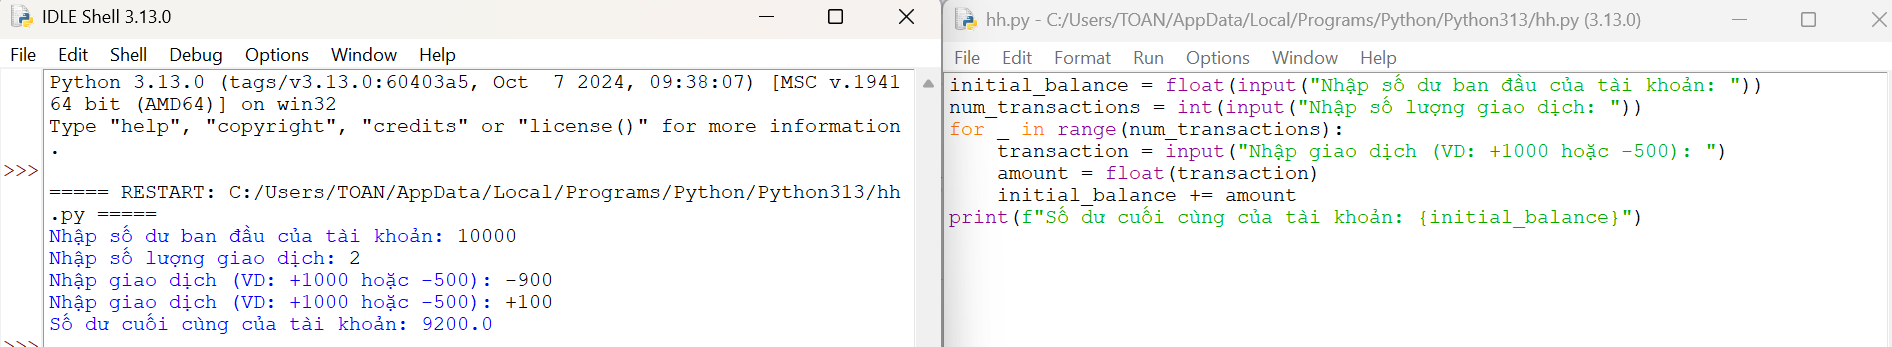 IDLE Shell 3.13.0
File Edit Shell Debug Options Window Help
Python 3.13.0 (tags/v3.13.0:60403a5, Oct  7 2024, 09:38:07) [MSC v.1941
64 bit (AMD64)] on win32
Type "help", "copyright", "credits" or "license()" for more information
.
>>>
===== RESTART: C:/Users/TOAN/AppData/Local/Programs/Python/Python313/hh
.py =====
Nhập số dư ban đầu của tài khoản: 10000
Nhập số lượng giao dịch: 2
Nhập giao dịch (VD: +1000 hoặc -500): -900
Nhập giao dịch (VD: +1000 hoặc -500): +100
Số dư cuối cùng của tài khoản: 9200.0
>>>
hh.py - C:/Users/TOAN/AppData/Local/Programs/Python/Python313/hh.py (3.13.0)
File Edit Format Run Options Window Help
initial_balance = float(input("Nhập số dư ban đầu của tài khoản: "))
num_transactions = int(input("Nhập số lượng giao dịch: "))
for _ in range(num_transactions):
    transaction = input("Nhập giao dịch (VD: +1000 hoặc -500): ")
    amount = float(transaction)
    initial_balance += amount
print(f"Số dư cuối cùng của tài khoản: {initial_balance}")